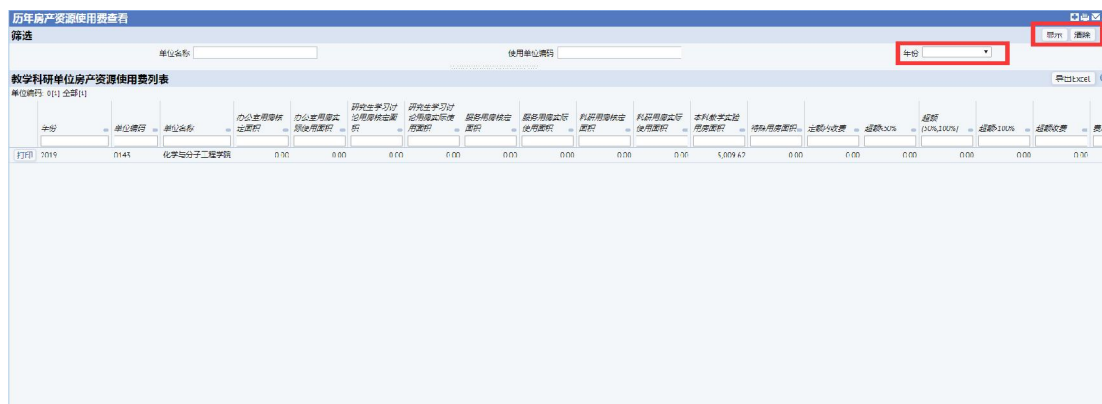 历年房产资源使用费查看
筛选
显示 清除
单位名称 使用单位编码 年份
教学科研单位房产资源使用费列表
导出Excel
单位编码: 0[1] 全部[1]
年份 单位编码 单位名称 办公室用房核定面积 办公室用房实际使用面积 研究生学习讨论用房核定面积 研究生学习讨论用房实际使用面积 服务用房核定面积 服务用房实际使用面积 科研用房核定面积 科研用房实际使用面积 本科教学实验用房面积 特殊用房面积 定额内收费 超额≤50% 超额(50%,100%) 超额≥100% 超额收费
打印 2019 0143 化学与分子工程学院 0.00 0.00 0.00 0.00 0.00 0.00 0.00 0.00 5,009.62 0.00 0.00 0.00 0.00 0.00 0.00